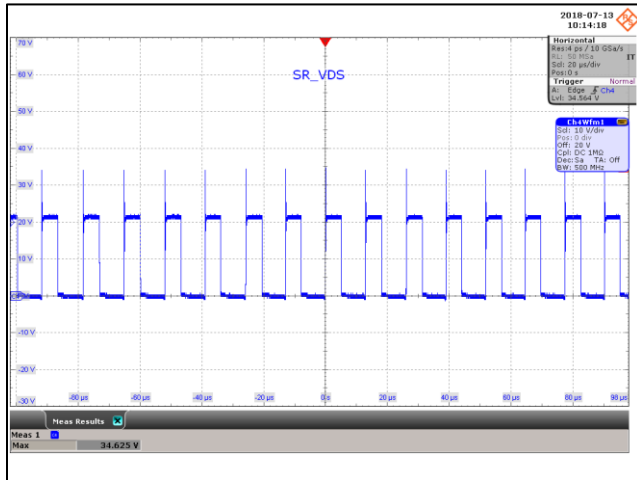 2018-07-13
10:14:18
Horizontal
Res:4 ps / 10 GSa/s
RL: 50 MSa IT
Scl: 20 µs/div
Pos:0 s
Trigger Normal
A: Edge Ch4
Lvl: 34.564 V
Ch4Wfm1
Scl: 10 V/div
Pos: 0 div
Off: 20 V
Cpl: DC 1MΩ
Dec:Sa TA: Off
BW: 500 MHz
SR_VDS
70 V
60 V
50 V
40 V
30 V
20 V
10 V
-10 V
-20 V
-30 V
-80 µs -60 µs -40 µs -20 µs 0 s 20 µs 40 µs 60 µs 80 µs 98 µs
Meas Results
Meas 1
Max 34.625 V